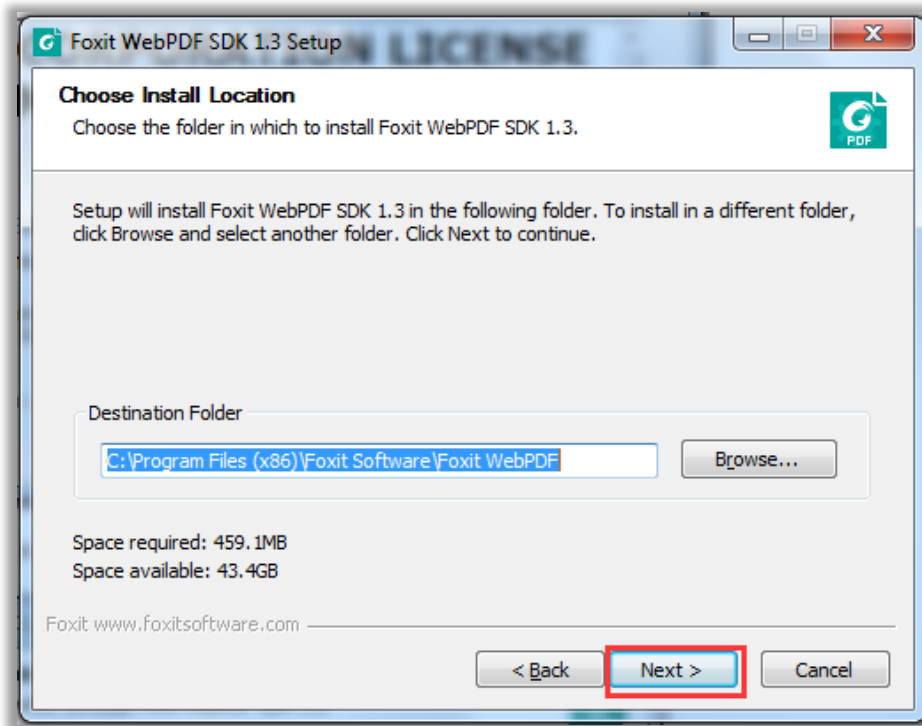 Foxit WebPDF SDK 1.3 Setup
LICENSE
Choose Install Location
Choose the folder in which to install Foxit WebPDF SDK 1.3.
PDF
Setup will install Foxit WebPDF SDK 1.3 in the following folder. To install in a different folder,
click Browse and select another folder. Click Next to continue.
Destination Folder
C:\Program Files (x86)\Foxit Software\Foxit WebPDF
Browse...
Space required: 459.1MB
Space available: 43.4GB
Foxit www.foxitsoftware.com
< Back
Next >
Cancel